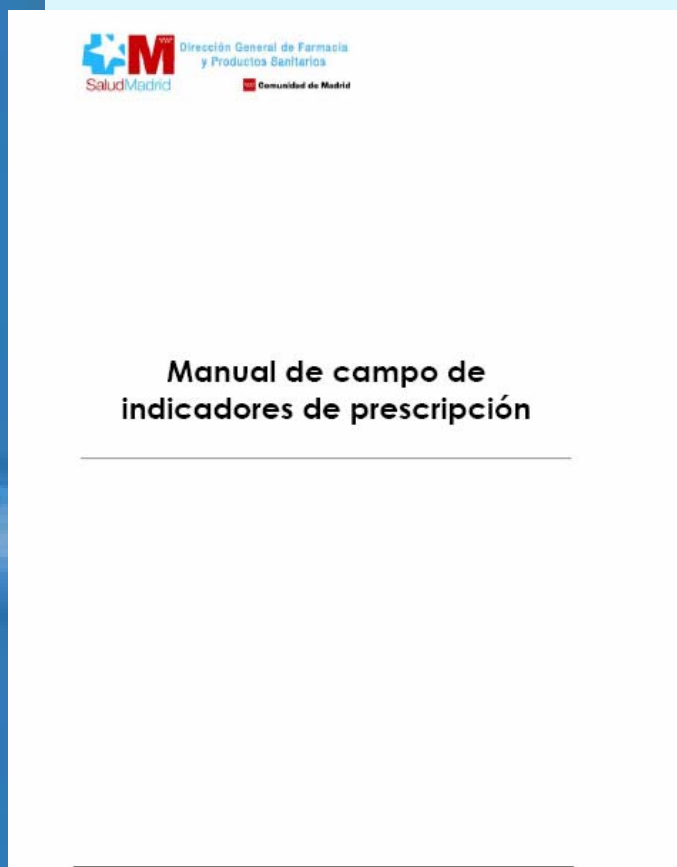 Dirección General de Farmacia
y Productos Sanitarios
SaludMadrid
Comunidad de Madrid
Manual de campo de
indicadores de prescripción